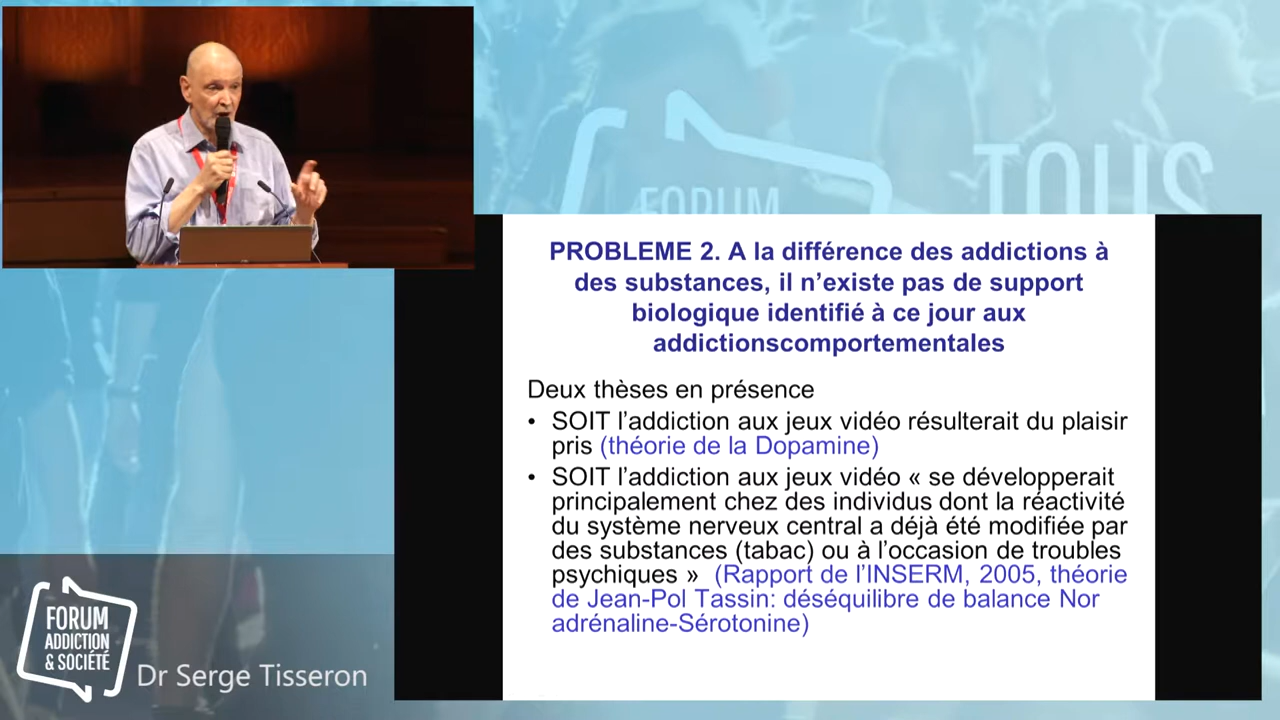 FORUM
TOUS
PROBLEME 2. A la différence des addictions à
des substances, il n’existe pas de support
biologique identifié à ce jour aux
addictionscomportementales
Deux thèses en présence
• SOIT l’addiction aux jeux vidéo résulterait du plaisir
pris (théorie de la Dopamine)
• SOIT l’addiction aux jeux vidéo « se développerait
principalement chez des individus dont la réactivité
du système nerveux central a déjà été modifiée par
des substances (tabac) ou à l’occasion de troubles
psychiques » (Rapport de l’INSERM, 2005, théorie
de Jean-Pol Tassin: déséquilibre de balance Nor
adrénaline-Sérotonine)
FORUM
ADDICTION
& SOCIÉTÉ
Dr Serge Tisseron